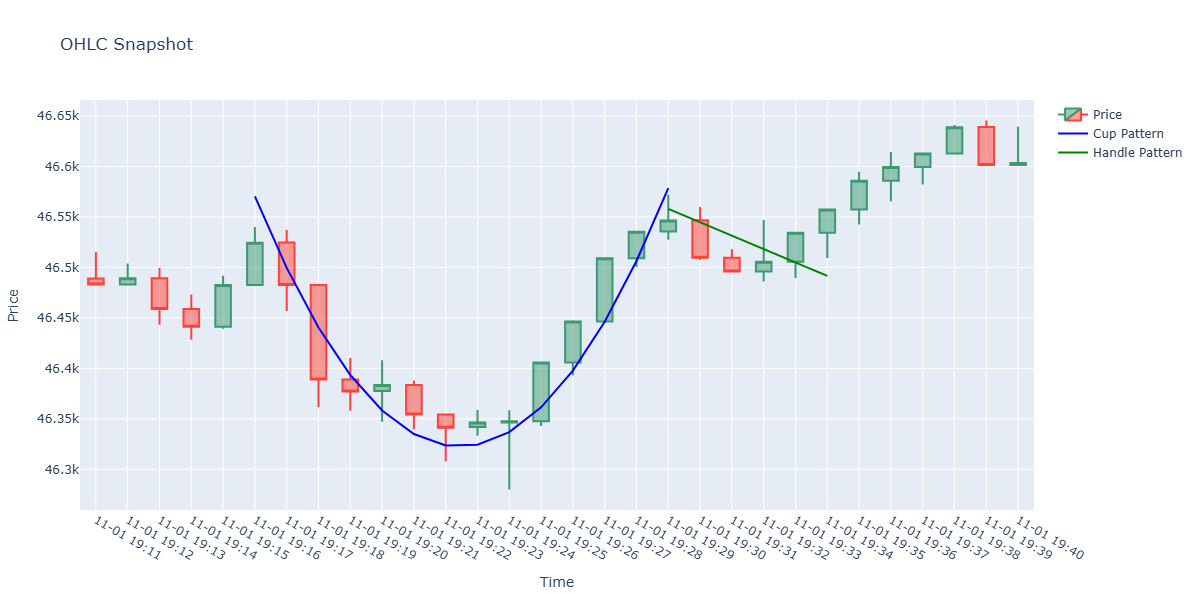 OHLC Snapshot
46.65k
46.6k
46.55k
46.5k
46.45k
46.4k
46.35k
46.3k
Price
Price
Cup Pattern
Handle Pattern
11-01 19:11
11-01 19:12
11-01 19:13
11-01 19:14
11-01 19:15
11-01 19:16
11-01 19:17
11-01 19:18
11-01 19:19
11-01 19:20
11-01 19:21
11-01 19:22
11-01 19:23
11-01 19:24
11-01 19:25
11-01 19:26
11-01 19:27
11-01 19:28
11-01 19:29
11-01 19:30
11-01 19:31
11-01 19:32
11-01 19:33
11-01 19:34
11-01 19:35
11-01 19:36
11-01 19:37
11-01 19:38
11-01 19:39
11-01 19:40
Time